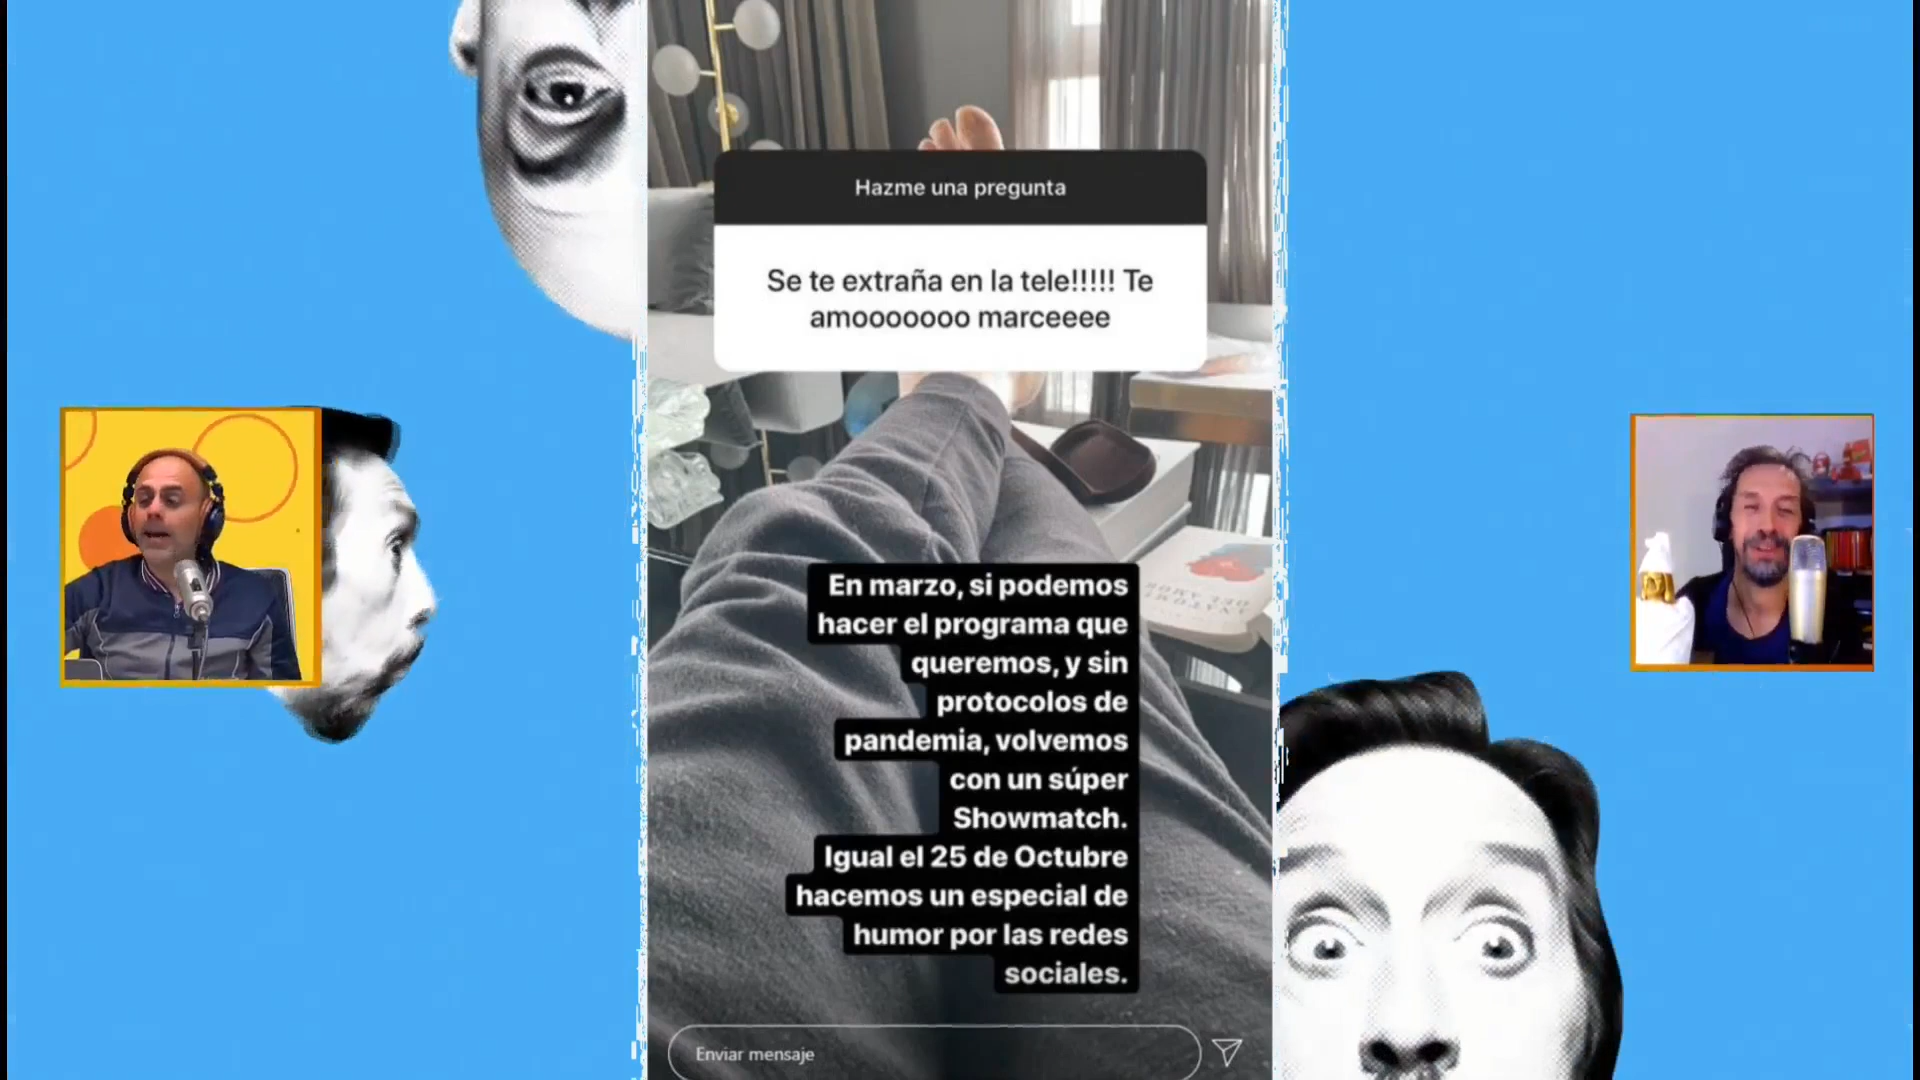 Hazme una pregunta
Se te extraña en la tele!!!!! Te
amooooooo marceeee
En marzo, si podemos
hacer el programa que
queremos, y sin
protocolos de
pandemia, volvemos
con un súper
Showmatch.
Igual el 25 de Octubre
hacemos un especial de
humor por las redes
sociales.
Enviar mensaje